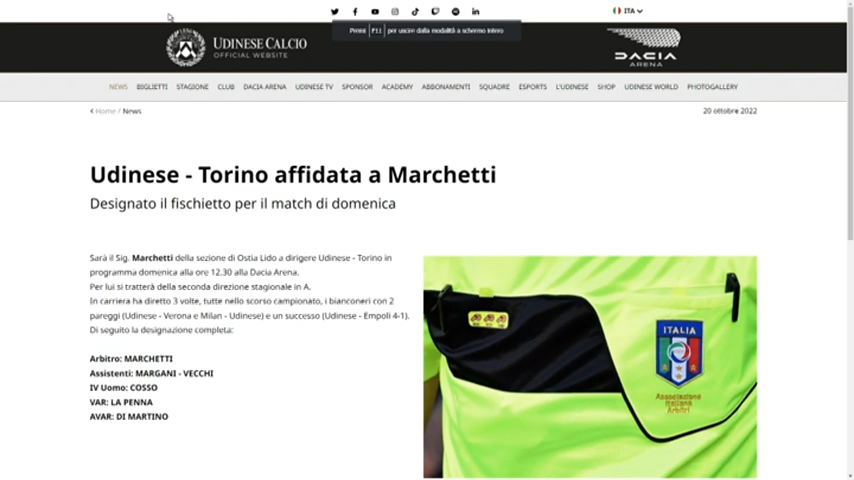 ITA
Premi F11 per uscire dalla modalità a schermo intero
UDINESE CALCIO
OFFICIAL WEBSITE
DACIA
ARENA
NEWS BIGLIETTI STAGIONE CLUB DACIA ARENA UDINESE TV SPONSOR ACADEMY ABBONAMENTI SQUADRE ESPORTS L'UDINESE SHOP UDINESE WORLD PHOTOGALLERY
Home / News
20 ottobre 2022
Udinese - Torino affidata a Marchetti
Designato il fischietto per il match di domenica
Sarà il Sig. Marchetti della sezione di Ostia Lido a dirigere Udinese - Torino in
programma domenica alla ore 12.30 alla Dacia Arena.
Per lui si tratterà della seconda direzione stagionale in A.
In carriera ha diretto 3 volte, tutte nello scorso campionato, i bianconeri con 2
pareggi (Udinese - Verona e Milan - Udinese) e un successo (Udinese - Empoli 4-1).
Di seguito la designazione completa:
Arbitro: MARCHETTI
Assistenti: MARGANI - VECCHI
IV Uomo: COSSO
VAR: LA PENNA
AVAR: DI MARTINO
ITALIA
A A
Associazione
Italiana
Arbitri